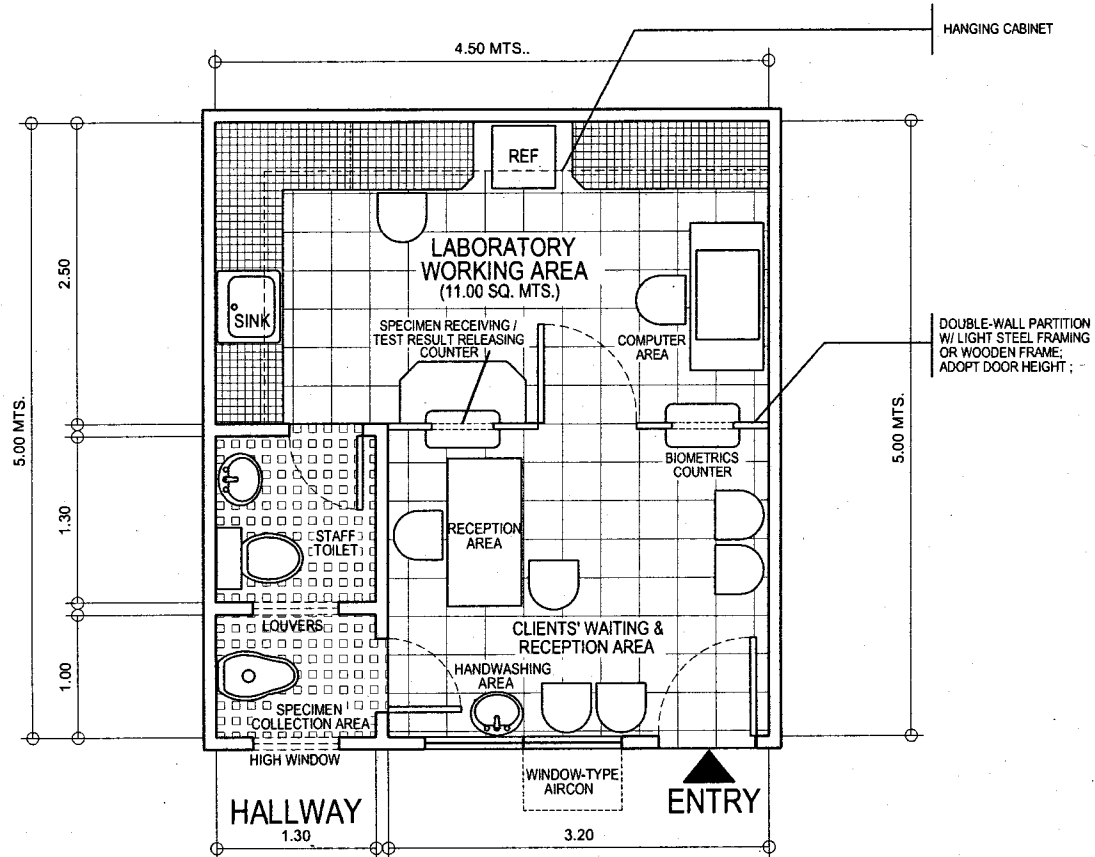 HANGING CABINET
4.50 MTS..
REF
LABORATORY
WORKING AREA
(11.00 SQ. MTS.)
2.50
SINK
SPECIMEN RECEIVING /
TEST RESULT RELEASING
COUNTER
COMPUTER
AREA
DOUBLE-WALL PARTITION
W/ LIGHT STEEL FRAMING
OR WOODEN FRAME;
ADOPT DOOR HEIGHT ;
5.00 MTS.
5.00 MTS.
BIOMETRICS
COUNTER
1.30
STAFF
TOILET
RECEPTION
AREA
LOUVERS
CLIENTS' WAITING &
RECEPTION AREA
1.00
HANDWASHING
AREA
SPECIMEN
COLLECTION AREA
HIGH WINDOW
WINDOW-TYPE
AIRCON
ENTRY
HALLWAY
1.30
3.20